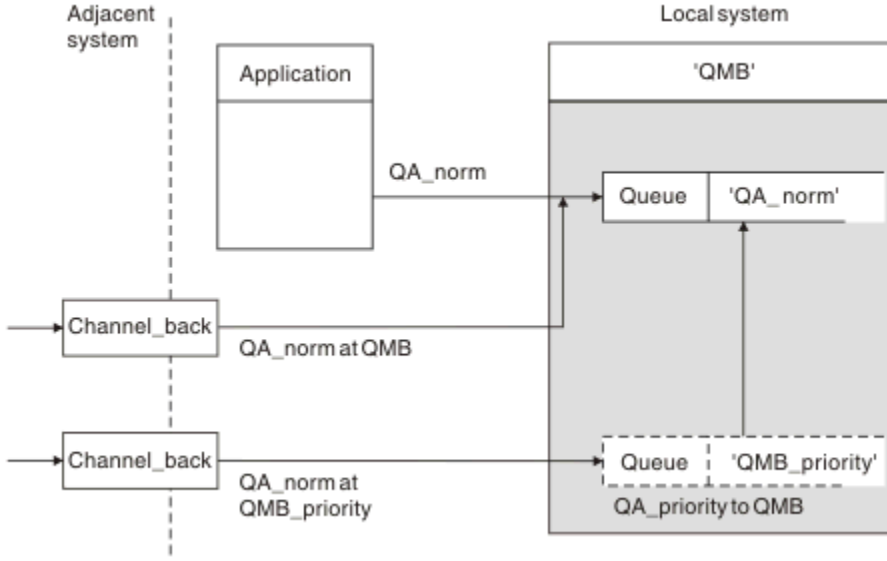 Adjacent
system
Local system
Application
'QMB'
QA_norm
Queue
'QA_norm'
Channel_back
QA_norm at QMB
Channel_back
QA_norm at
QMB_priority
Queue
'QMB_priority'
QA_priority to QMB